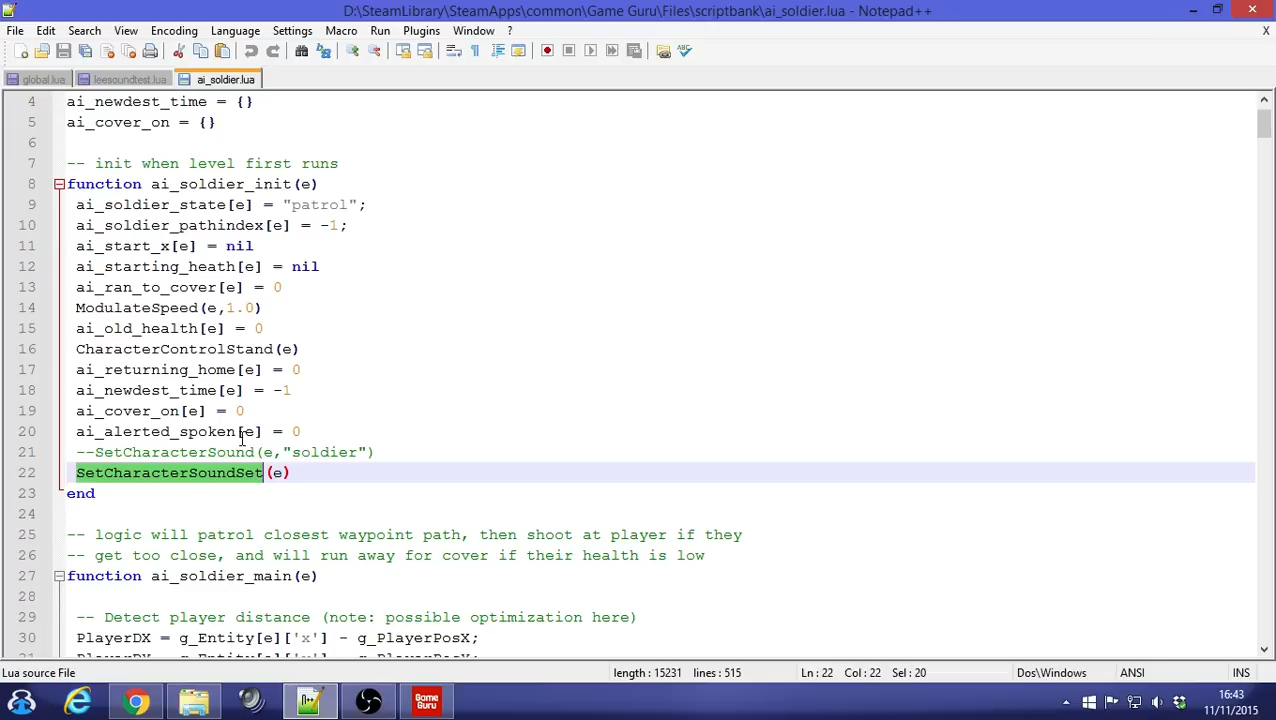 D:\SteamLibrary\SteamApps\common\Game Guru\Files\scriptbank\ai_soldier.lua - Notepad++
File Edit Search View Encoding Language Settings Macro Run Plugins Window ? X
global.lua leesoundtest.lua ai_soldier.lua
4 ai_newdest_time = {}
5 ai_cover_on = {}
6
7 -- init when level first runs
8 function ai_soldier_init(e)
9 ai_soldier_state[e] = "patrol";
10 ai_soldier_pathindex[e] = -1;
11 ai_start_x[e] = nil
12 ai_starting_heath[e] = nil
13 ai_ran_to_cover[e] = 0
14 ModulateSpeed(e,1.0)
15 ai_old_health[e] = 0
16 CharacterControlStand(e)
17 ai_returning_home[e] = 0
18 ai_newdest_time[e] = -1
19 ai_cover_on[e] = 0
20 ai_alerted_spoken[e] = 0
21 --SetCharacterSound(e,"soldier")
22 SetCharacterSoundSet(e)
23 end
24
25 -- logic will patrol closest waypoint path, then shoot at player if they
26 -- get too close, and will run away for cover if their health is low
27 function ai_soldier_main(e)
28
29 -- Detect player distance (note: possible optimization here)
30 PlayerDX = g_Entity[e]['x'] - g_PlayerPosX;
Lua source File length : 15231 lines : 515 Ln : 22 Col : 22 Sel : 20 Dos\Windows ANSI INS
GAME
GURU
16:43
11/11/2015